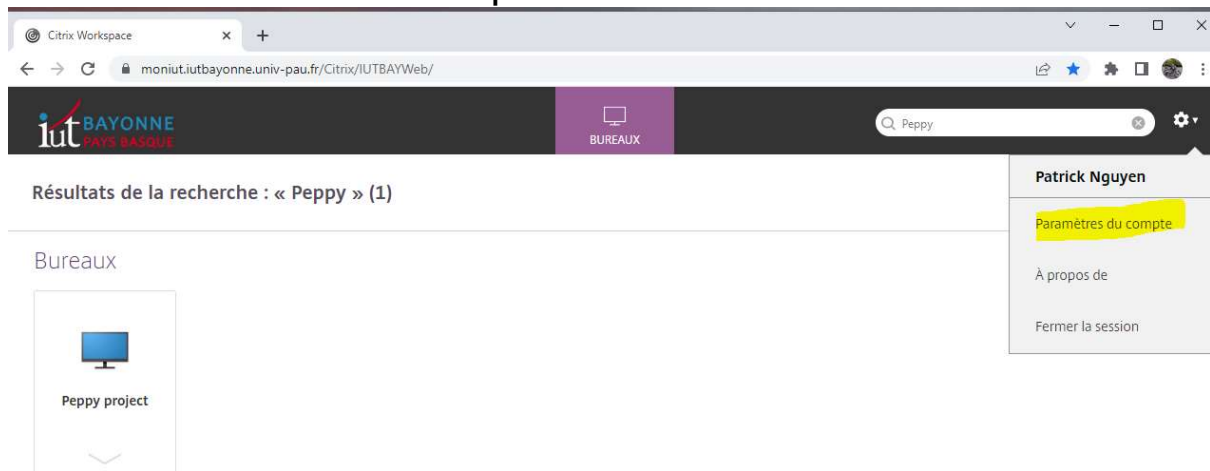 Citrix Workspace
moniut.iutbayonne.univ-pau.fr/Citrix/IUTBAYWeb/
iut BAYONNE
PAYS BASQUE
BUREAUX
Peppy
Patrick Nguyen
Résultats de la recherche : « Peppy » (1)
Paramètres du compte
Bureaux
À propos de
Fermer la session
Peppy project